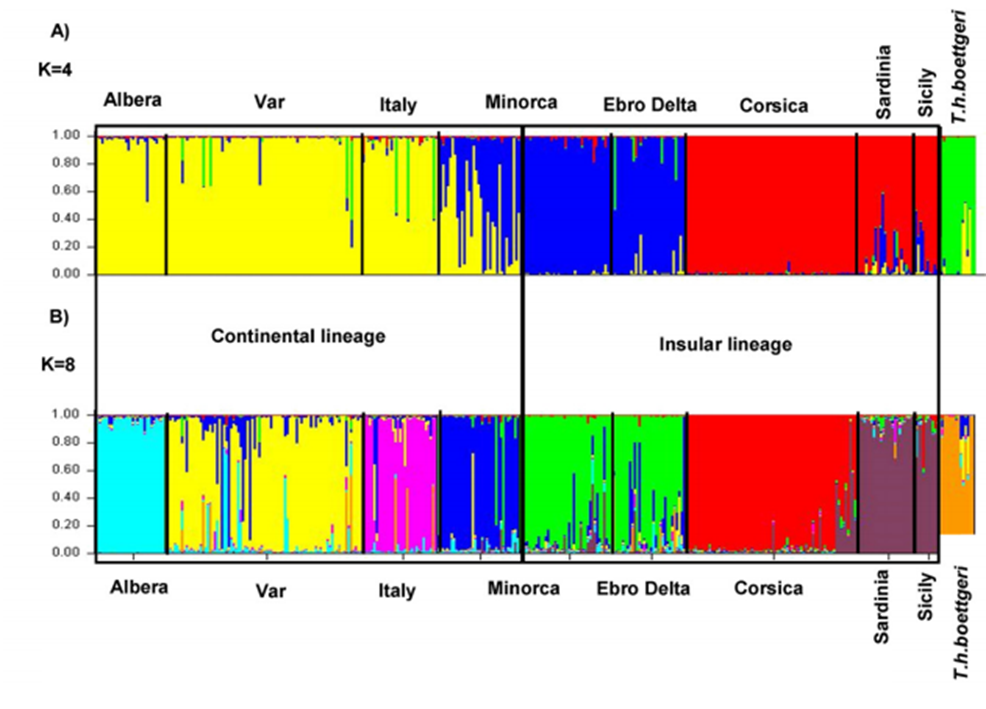 A)
K=4
Albera Var Italy Minorca Ebro Delta Corsica Sardinia Sicily T.h.boettgeri
1.00
0.80
0.60
0.40
0.20
0.00
B)
Continental lineage Insular lineage
K=8
1.00
0.80
0.60
0.40
0.20
0.00
Albera Var Italy Minorca Ebro Delta Corsica Sardinia Sicily T.h.boettgeri